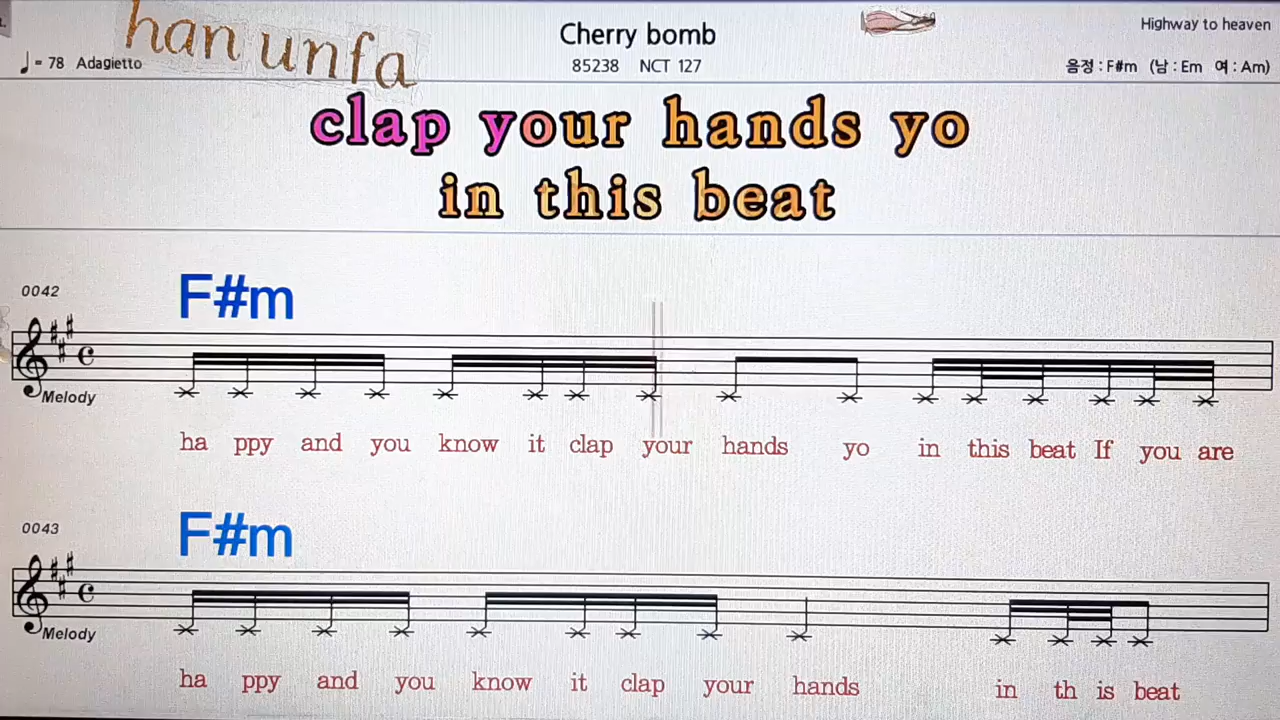 han unfa
Cherry bomb
Highway to heaven
♩= 78 Adagietto
85238 NCT 127
음정 : F#m (남 : Em 여 : Am)
clap your hands yo
in this beat
0042
F#m
Melody
ha ppy and you know it clap your hands yo in this beat If you are
0043
F#m
Melody
ha ppy and you know it clap your hands in th is beat